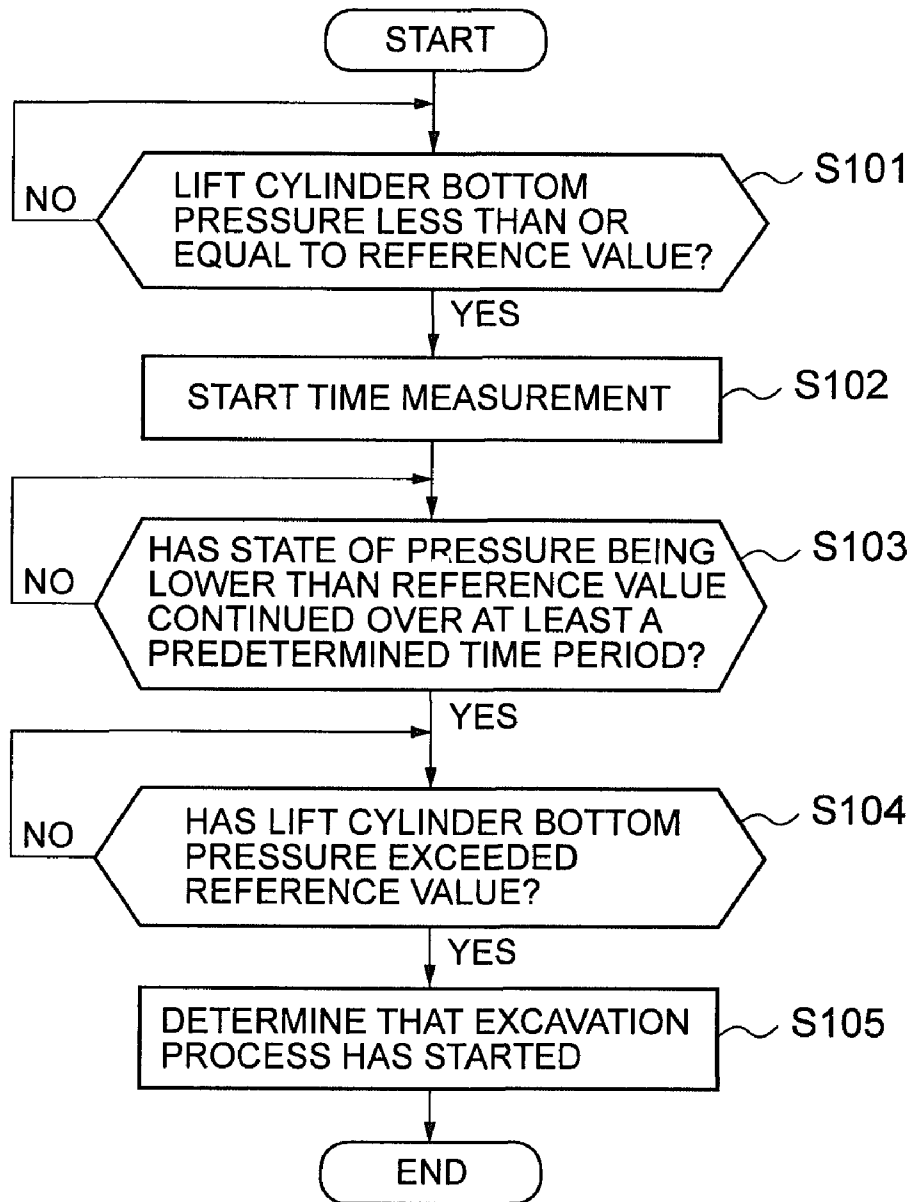 START
NO
LIFT CYLINDER BOTTOM
PRESSURE LESS THAN OR
EQUAL TO REFERENCE VALUE?
S101
YES
START TIME MEASUREMENT
S102
NO
HAS STATE OF PRESSURE BEING
LOWER THAN REFERENCE VALUE
CONTINUED OVER AT LEAST A
PREDETERMINED TIME PERIOD?
S103
YES
NO
HAS LIFT CYLINDER BOTTOM
PRESSURE EXCEEDED
REFERENCE VALUE?
S104
YES
DETERMINE THAT EXCAVATION
PROCESS HAS STARTED
S105
END